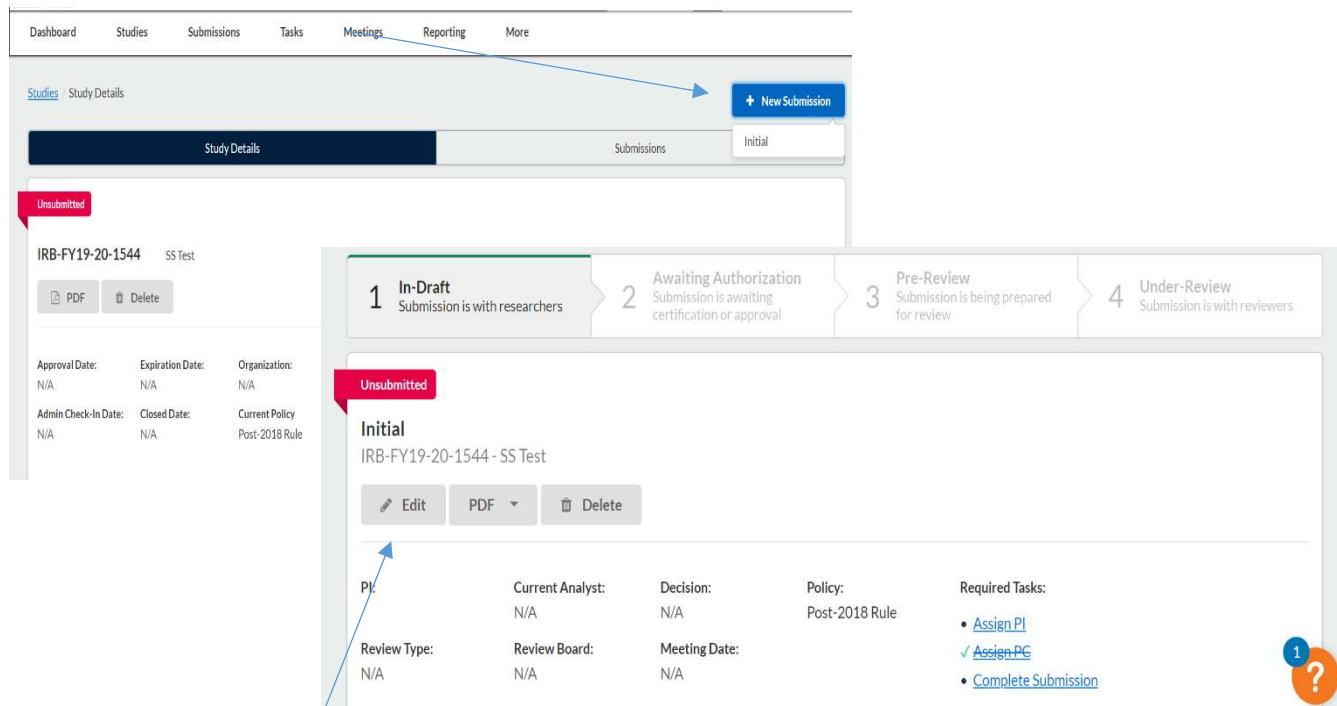 Dashboard Studies Submissions Tasks Meetings Reporting More
Studies / Study Details
+ New Submission
Initial
Study Details Submissions
Unsubmitted
IRB-FY19-20-1544 SS Test
PDF Delete
Approval Date: Expiration Date: Organization:
N/A N/A N/A
Admin Check-In Date: Closed Date: Current Policy
N/A N/A Post-2018 Rule
1 In-Draft
Submission is with researchers
2 Awaiting Authorization
Submission is awaiting
certification or approval
3 Pre-Review
Submission is being prepared
for review
4 Under-Review
Submission is with reviewers
Unsubmitted
Initial
IRB-FY19-20-1544 - SS Test
Edit PDF Delete
PI: Current Analyst: Decision: Policy: Required Tasks:
N/A N/A Post-2018 Rule
• Assign PI
✓ Assign PC
• Complete Submission
Review Type: Review Board: Meeting Date:
N/A N/A N/A
1
?